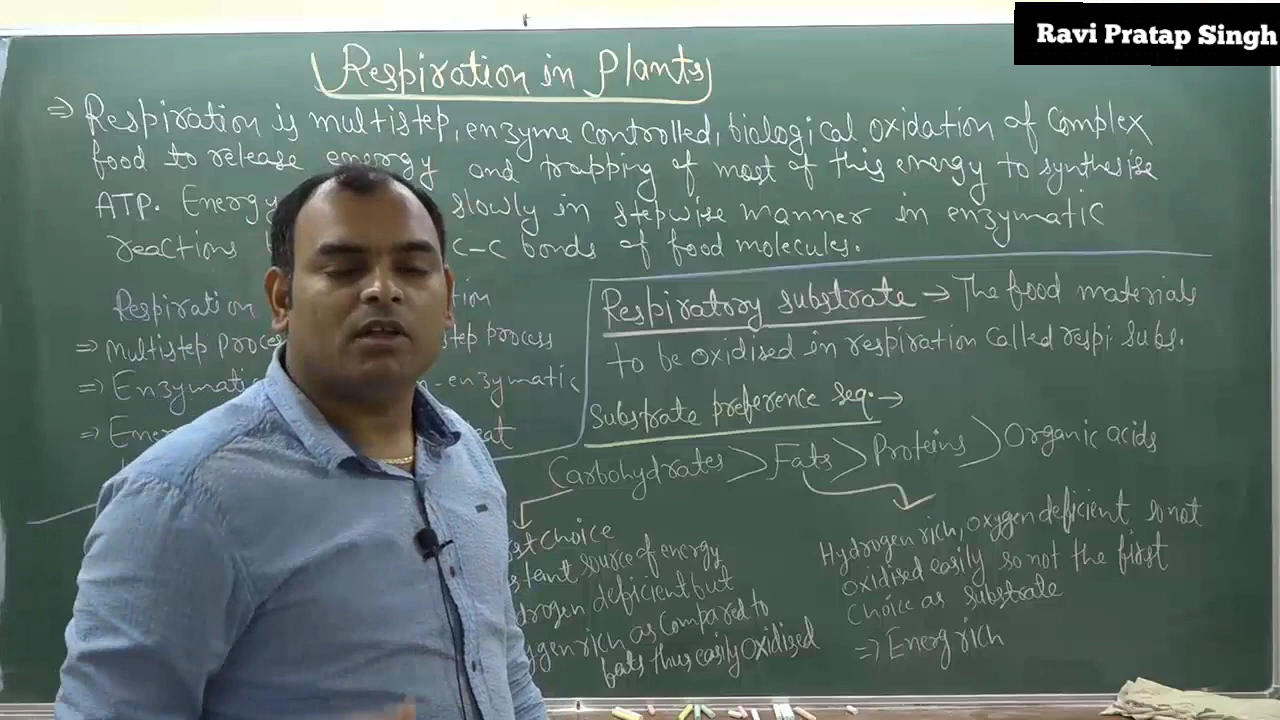 Ravi Pratap Singh
Respiration in Plants
⇒ Respiration is multistep, enzyme controlled, biological oxidation of complex
food to release energy and trapping of most of this energy to synthesise
ATP. Energy slowly in stepwise manner in enzymatic
reactions C-C bonds of food molecules.
Respiration
⇒ Multistep process
⇒ Enzymatic
⇒
Respiratory substrate → The food materials
to be oxidised in respiration called respi. subs.
Substrate preference seq. →
Carbohydrates > Fats > Proteins > Organic acids
choice
source of energy
deficient but
rich as compared to
fats thus easily oxidised
Hydrogen rich, oxygen deficient so not
oxidised easily so not the first
choice as substrate
⇒ Energ rich